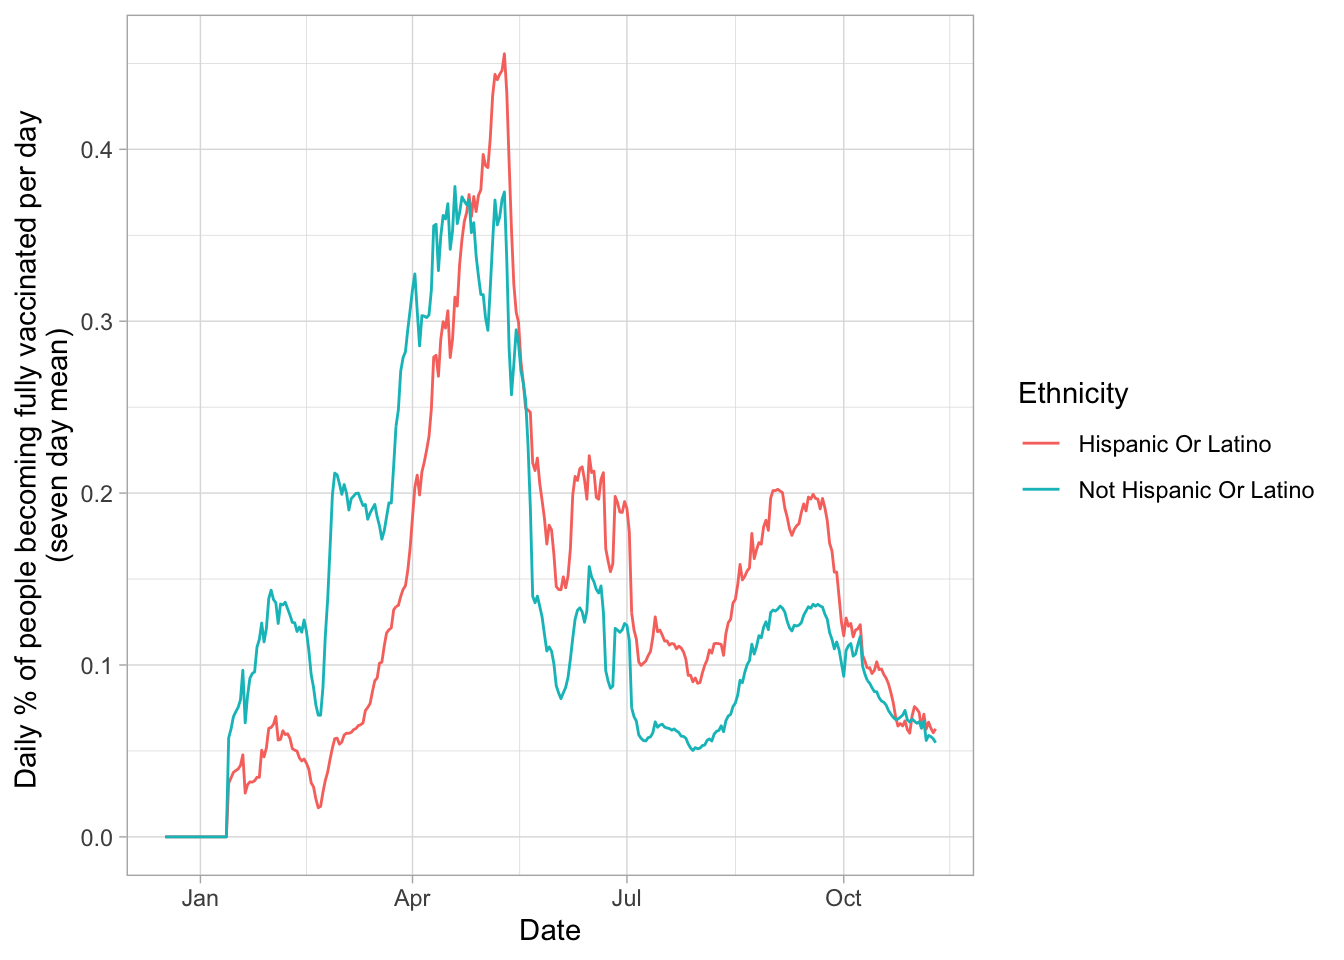 Daily % of people becoming fully vaccinated per day
(seven day mean)
0.4
0.3
0.2
0.1
0.0
Jan
Apr
Jul
Oct
Date
Ethnicity
Hispanic Or Latino
Not Hispanic Or Latino